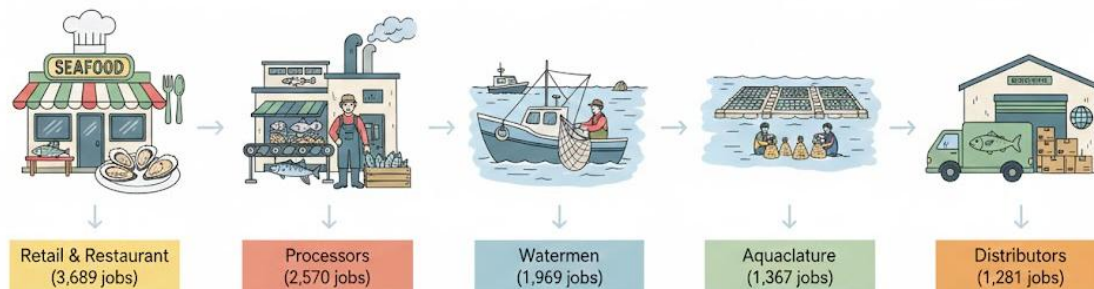 SEAFOOD
Retail & Restaurant
(3,689 jobs)
Processors
(2,570 jobs)
Watermen
(1,969 jobs)
Aquaclature
(1,367 jobs)
Distributors
(1,281 jobs)